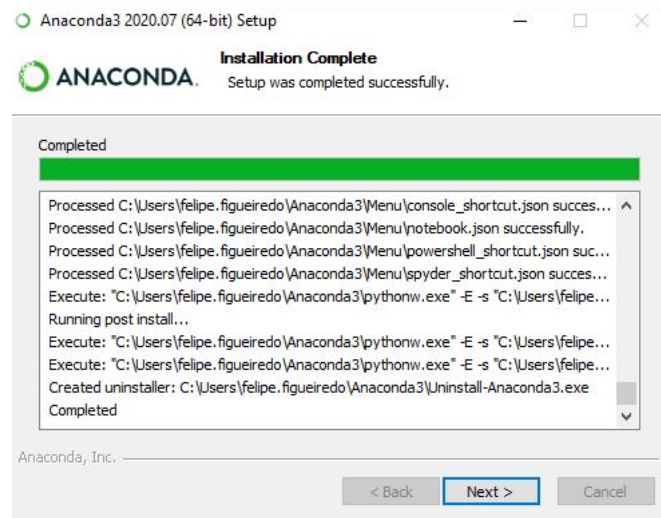 Anaconda3 2020.07 (64-bit) Setup
ANACONDA.
Installation Complete
Setup was completed successfully.
Completed
Processed C:\Users\felipe.figueiredo\Anaconda3\Menu\console_shortcut.json succes...
Processed C:\Users\felipe.figueiredo\Anaconda3\Menu\notebook.json successfully.
Processed C:\Users\felipe.figueiredo\Anaconda3\Menu\powershell_shortcut.json suc...
Processed C:\Users\felipe.figueiredo\Anaconda3\Menu\spyder_shortcut.json succes...
Execute: "C:\Users\felipe.figueiredo\Anaconda3\pythonw.exe" -E -s "C:\Users\felipe...
Running post install...
Execute: "C:\Users\felipe.figueiredo\Anaconda3\pythonw.exe" -E -s "C:\Users\felipe...
Execute: "C:\Users\felipe.figueiredo\Anaconda3\pythonw.exe" -E -s "C:\Users\felipe...
Created uninstaller: C:\Users\felipe.figueiredo\Anaconda3\Uninstall-Anaconda3.exe
Completed
Anaconda, Inc.
< Back Next > Cancel